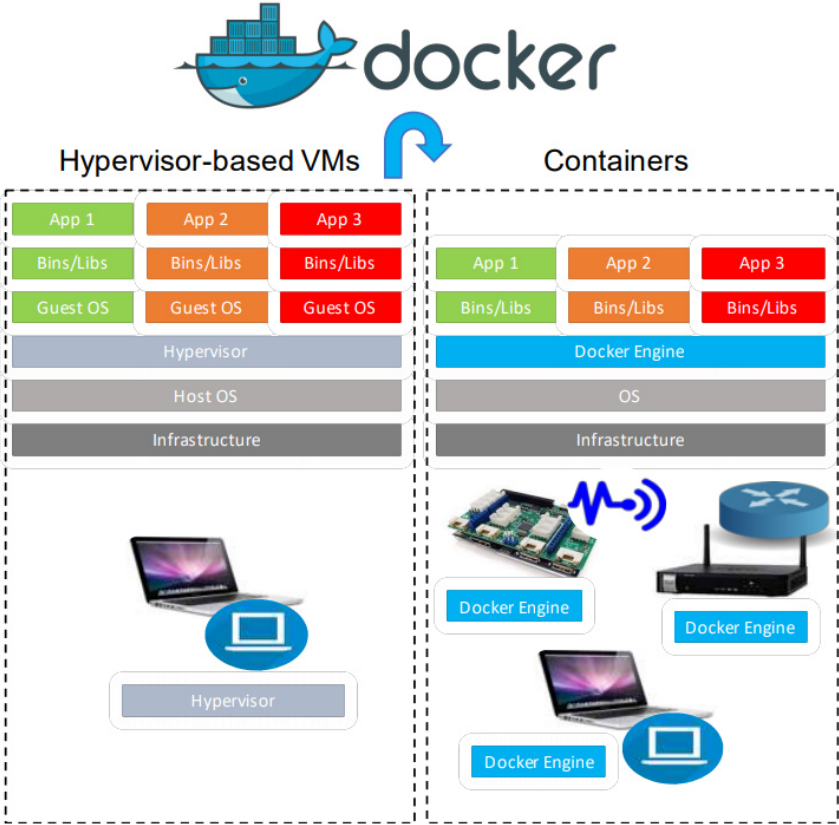 docker
Hypervisor-based VMs
Containers
App 1 App 2 App 3
Bins/Libs Bins/Libs Bins/Libs
Guest OS Guest OS Guest OS
Hypervisor
Host OS
Infrastructure
Hypervisor
App 1 App 2 App 3
Bins/Libs Bins/Libs Bins/Libs
Docker Engine
OS
Infrastructure
Docker Engine
Docker Engine
Docker Engine